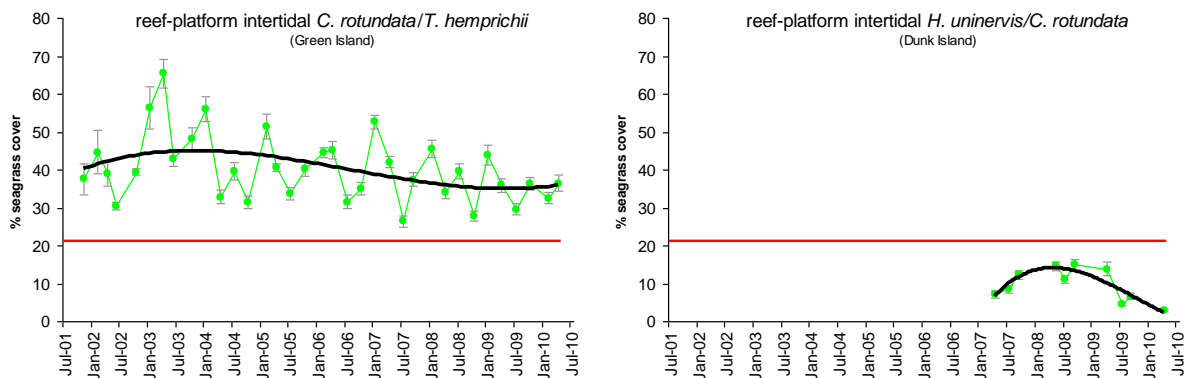 reef-platform intertidal C. rotundata/T. hemprichii
(Green Island)
80
70
60
50
40
30
20
10
0
% seagrass cover
Jul-01
Jan-02
Jul-02
Jan-03
Jul-03
Jan-04
Jul-04
Jan-05
Jul-05
Jan-06
Jul-06
Jan-07
Jul-07
Jan-08
Jul-08
Jan-09
Jul-09
Jan-10
Jul-10
reef-platform intertidal H. uninervis/C. rotundata
(Dunk Island)
80
70
60
50
40
30
20
10
0
% seagrass cover
Jul-01
Jan-02
Jul-02
Jan-03
Jul-03
Jan-04
Jul-04
Jan-05
Jul-05
Jan-06
Jul-06
Jan-07
Jul-07
Jan-08
Jul-08
Jan-09
Jul-09
Jan-10
Jul-10